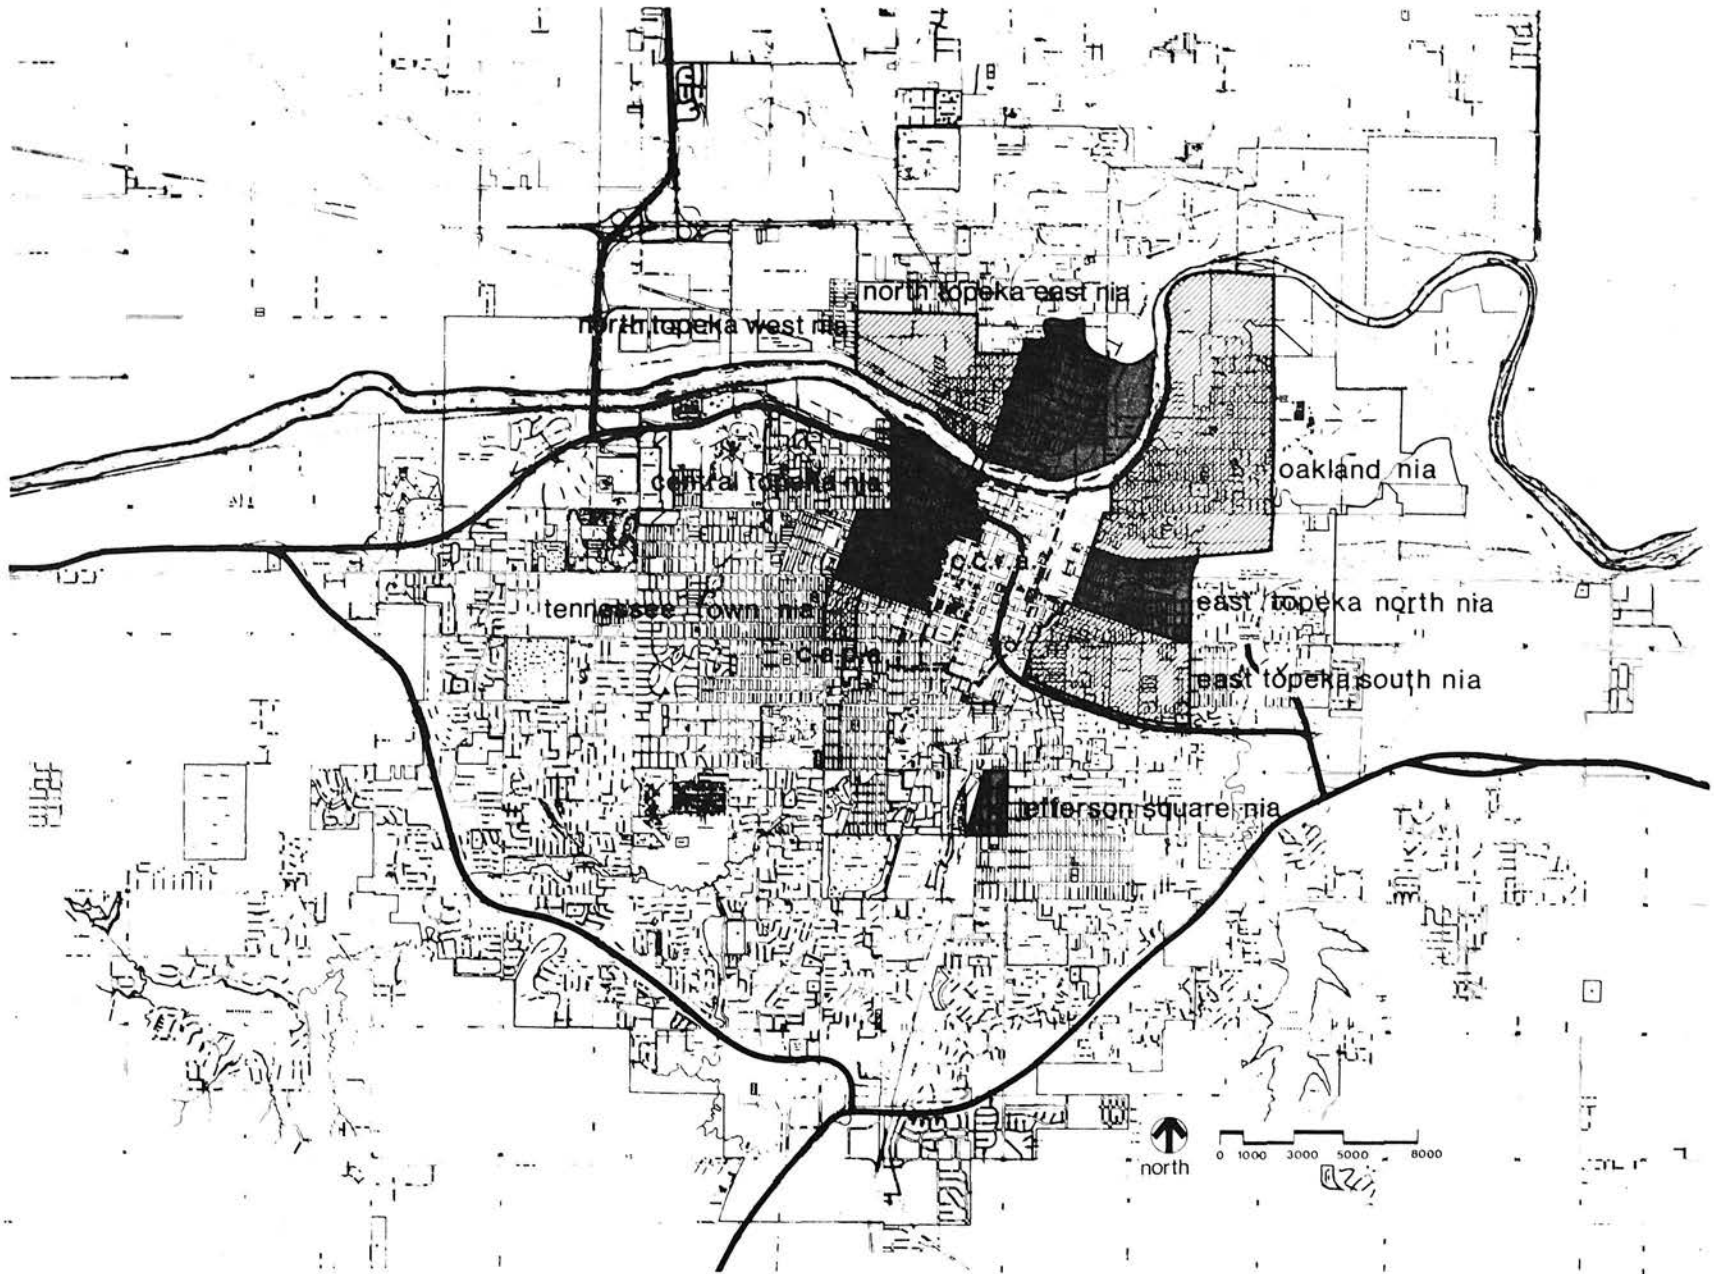 north topeka east nia
north topeka west nia
oakland nia
central topeka nia
east topeka north nia
tennessee town nia
east topeka south nia
jefferson square nia
north
0 1000 3000 5000 8000